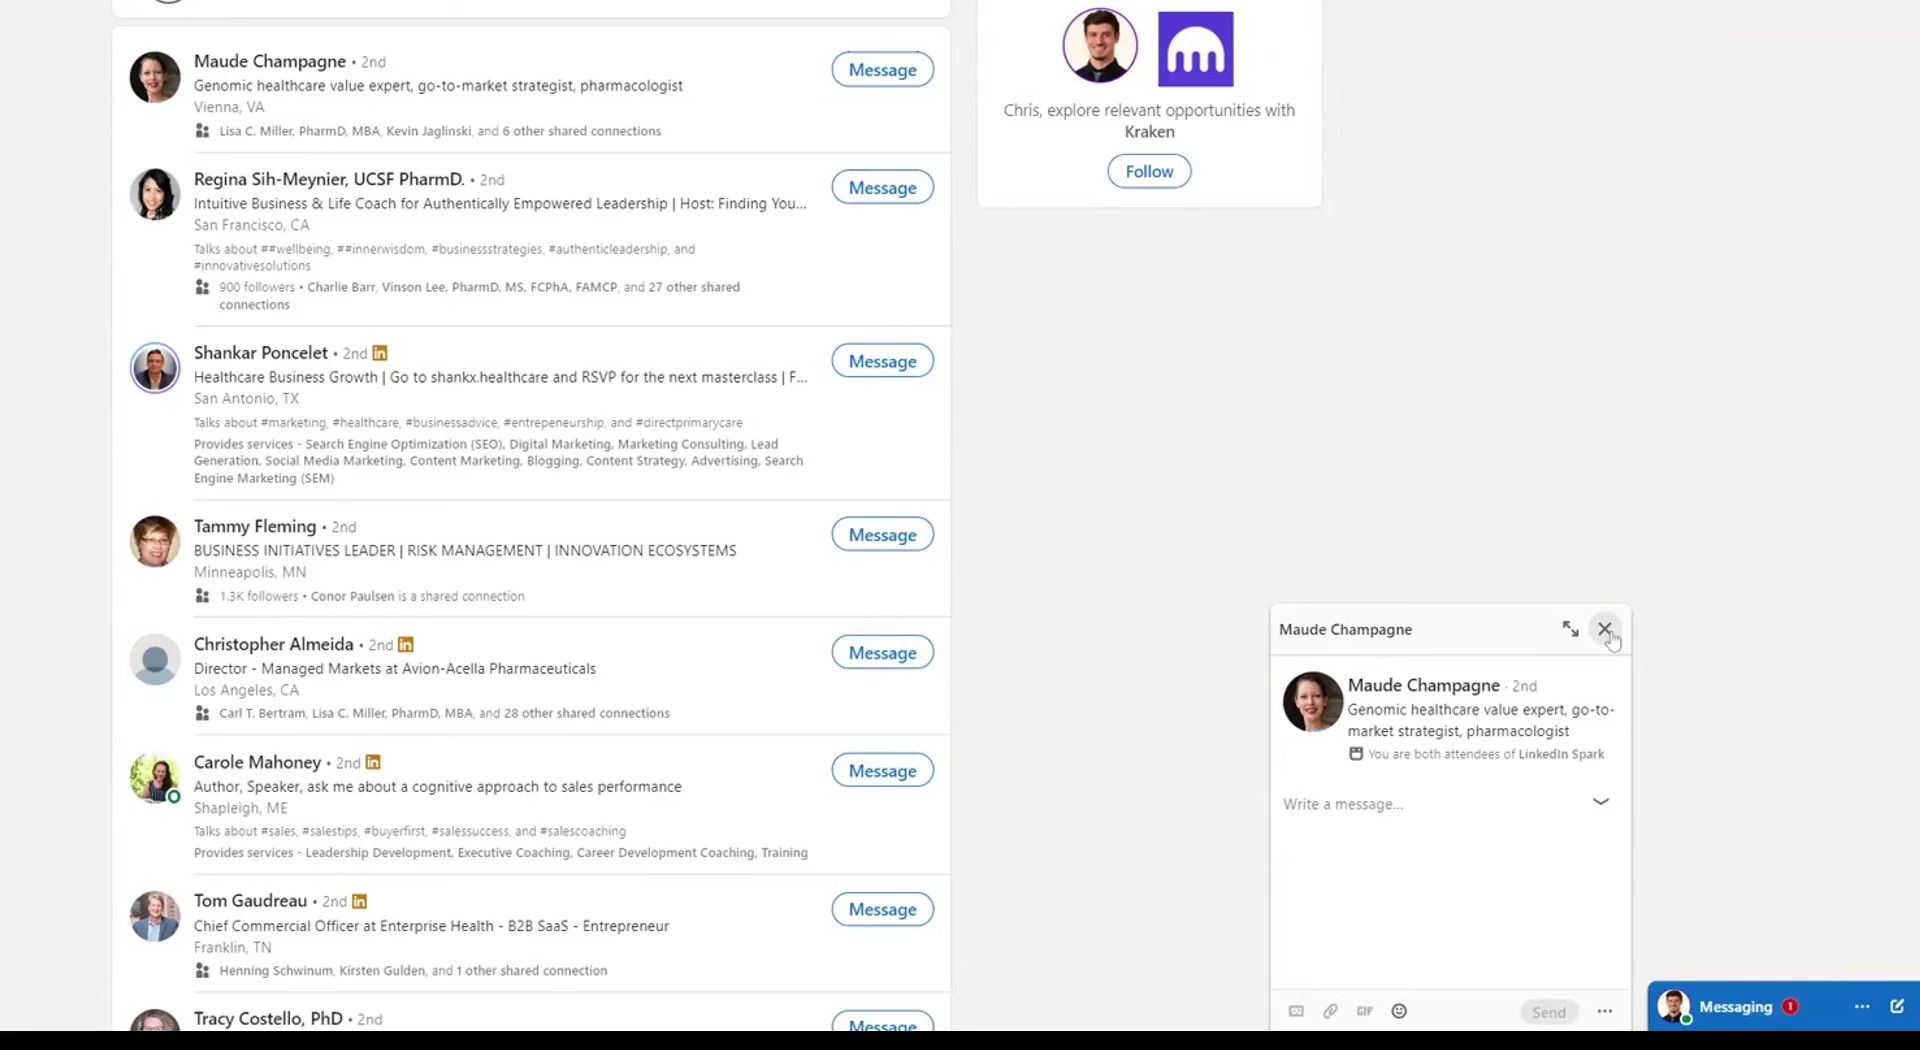 Maude Champagne • 2nd
Genomic healthcare value expert, go-to-market strategist, pharmacologist
Vienna, VA
Lisa C. Miller, PharmD, MBA, Kevin Jaglinski, and 6 other shared connections
Message
Regina Sih-Meynier, UCSF PharmD. • 2nd
Intuitive Business & Life Coach for Authentically Empowered Leadership | Host: Finding You...
San Francisco, CA
Talks about ##wellbeing, ##innerwisdom, #businessstrategies, #authenticleadership, and
#innovativesolutions
900 followers • Charlie Barr, Vinson Lee, PharmD, MS, FCPhA, FAMCP, and 27 other shared
connections
Message
Shankar Poncelet • 2nd in
Healthcare Business Growth | Go to shankx.healthcare and RSVP for the next masterclass | F...
San Antonio, TX
Talks about #marketing, #healthcare, #businessadvice, #entrepeneurship, and #directprimarycare
Provides services - Search Engine Optimization (SEO), Digital Marketing, Marketing Consulting, Lead
Generation, Social Media Marketing, Content Marketing, Blogging, Content Strategy, Advertising, Search
Engine Marketing (SEM)
Message
Tammy Fleming • 2nd
BUSINESS INITIATIVES LEADER | RISK MANAGEMENT | INNOVATION ECOSYSTEMS
Minneapolis, MN
1.3K followers • Conor Paulsen is a shared connection
Message
Christopher Almeida • 2nd in
Director - Managed Markets at Avion-Acella Pharmaceuticals
Los Angeles, CA
Carl T. Bertram, Lisa C. Miller, PharmD, MBA, and 28 other shared connections
Message
Carole Mahoney • 2nd in
Author, Speaker, ask me about a cognitive approach to sales performance
Shapleigh, ME
Talks about #sales, #salestips, #buyerfirst, #salessuccess, and #salescoaching
Provides services - Leadership Development, Executive Coaching, Career Development Coaching, Training
Message
Tom Gaudreau • 2nd in
Chief Commercial Officer at Enterprise Health - B2B SaaS - Entrepreneur
Franklin, TN
Henning Schwinum, Kirsten Gulden, and 1 other shared connection
Message
Tracy Costello, PhD • 2nd
Message
Chris, explore relevant opportunities with
Kraken
Follow
Maude Champagne
Maude Champagne · 2nd
Genomic healthcare value expert, go-to-
market strategist, pharmacologist
You are both attendees of LinkedIn Spark
Write a message...
GIF
Send
Messaging 1